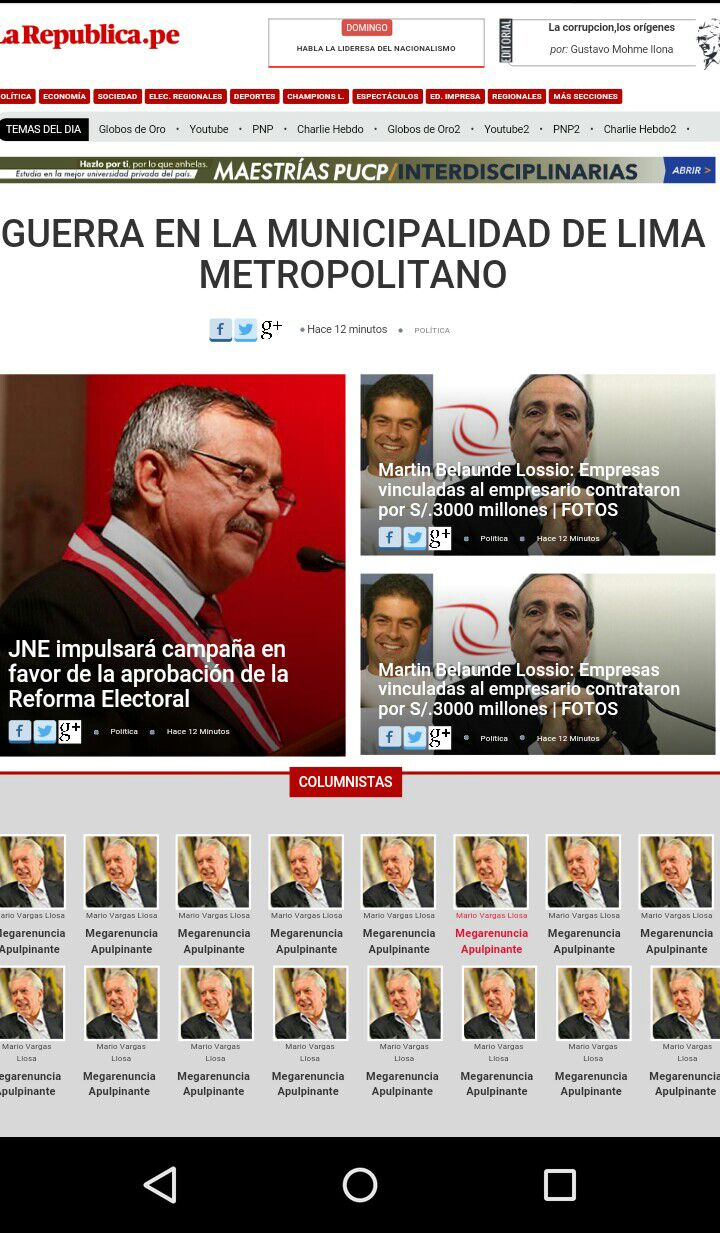 La Republica.pe
DOMINGO
HABLA LA LIDERESA DEL NACIONALISMO
EDITORIAL
La corrupcion,los orígenes
por: Gustavo Mohme llona
OLÍTICA ECONOMÍA SOCIEDAD ELEC. REGIONALES DEPORTES CHAMPIONS L. ESPECTÁCULOS ED. IMPRESA REGIONALES MÁS SECCIONES
TEMAS DEL DIA Globos de Oro • Youtube • PNP • Charlie Hebdo • Globos de Oro2 • Youtube2 • PNP2 • Charlie Hebdo2 •
Hazlo por ti, por lo que anhelas.
Estudia en la mejor universidad privada del país.
MAESTRÍAS PUCP/INTERDISCIPLINARIAS
ABRIR >
GUERRA EN LA MUNICIPALIDAD DE LIMA
METROPOLITANO
f g+ • Hace 12 minutos • POLÍTICA
JNE impulsará campaña en
favor de la aprobación de la
Reforma Electoral
f g+ Política Hace 12 Minutos
Martin Belaunde Lossio: Empresas
vinculadas al empresario contrataron
por S/.3000 millones | FOTOS
f g+ Política Hace 12 Minutos
Martin Belaunde Lossio: Empresas
vinculadas al empresario contrataron
por S/.3000 millones | FOTOS
f g+ Política Hace 12 Minutos
COLUMNISTAS
ario Vargas Llosa Mario Vargas Llosa Mario Vargas Llosa Mario Vargas Llosa Mario Vargas Llosa Mario Vargas Llosa Mario Vargas Llosa Mario Vargas Llosa
Megarenuncia Megarenuncia Megarenuncia Megarenuncia Megarenuncia Megarenuncia Megarenuncia Megarenuncia
Apulpinante Apulpinante Apulpinante Apulpinante Apulpinante Apulpinante Apulpinante Apulpinante
Mario Vargas Mario Vargas Mario Vargas Mario Vargas Mario Vargas Mario Vargas Mario Vargas Mario Vargas
Llosa Llosa Llosa Llosa Llosa Llosa Llosa Llosa
egarenuncia Megarenuncia Megarenuncia Megarenuncia Megarenuncia Megarenuncia Megarenuncia Megarenuncia
Apulpinante Apulpinante Apulpinante Apulpinante Apulpinante Apulpinante Apulpinante Apulpinante